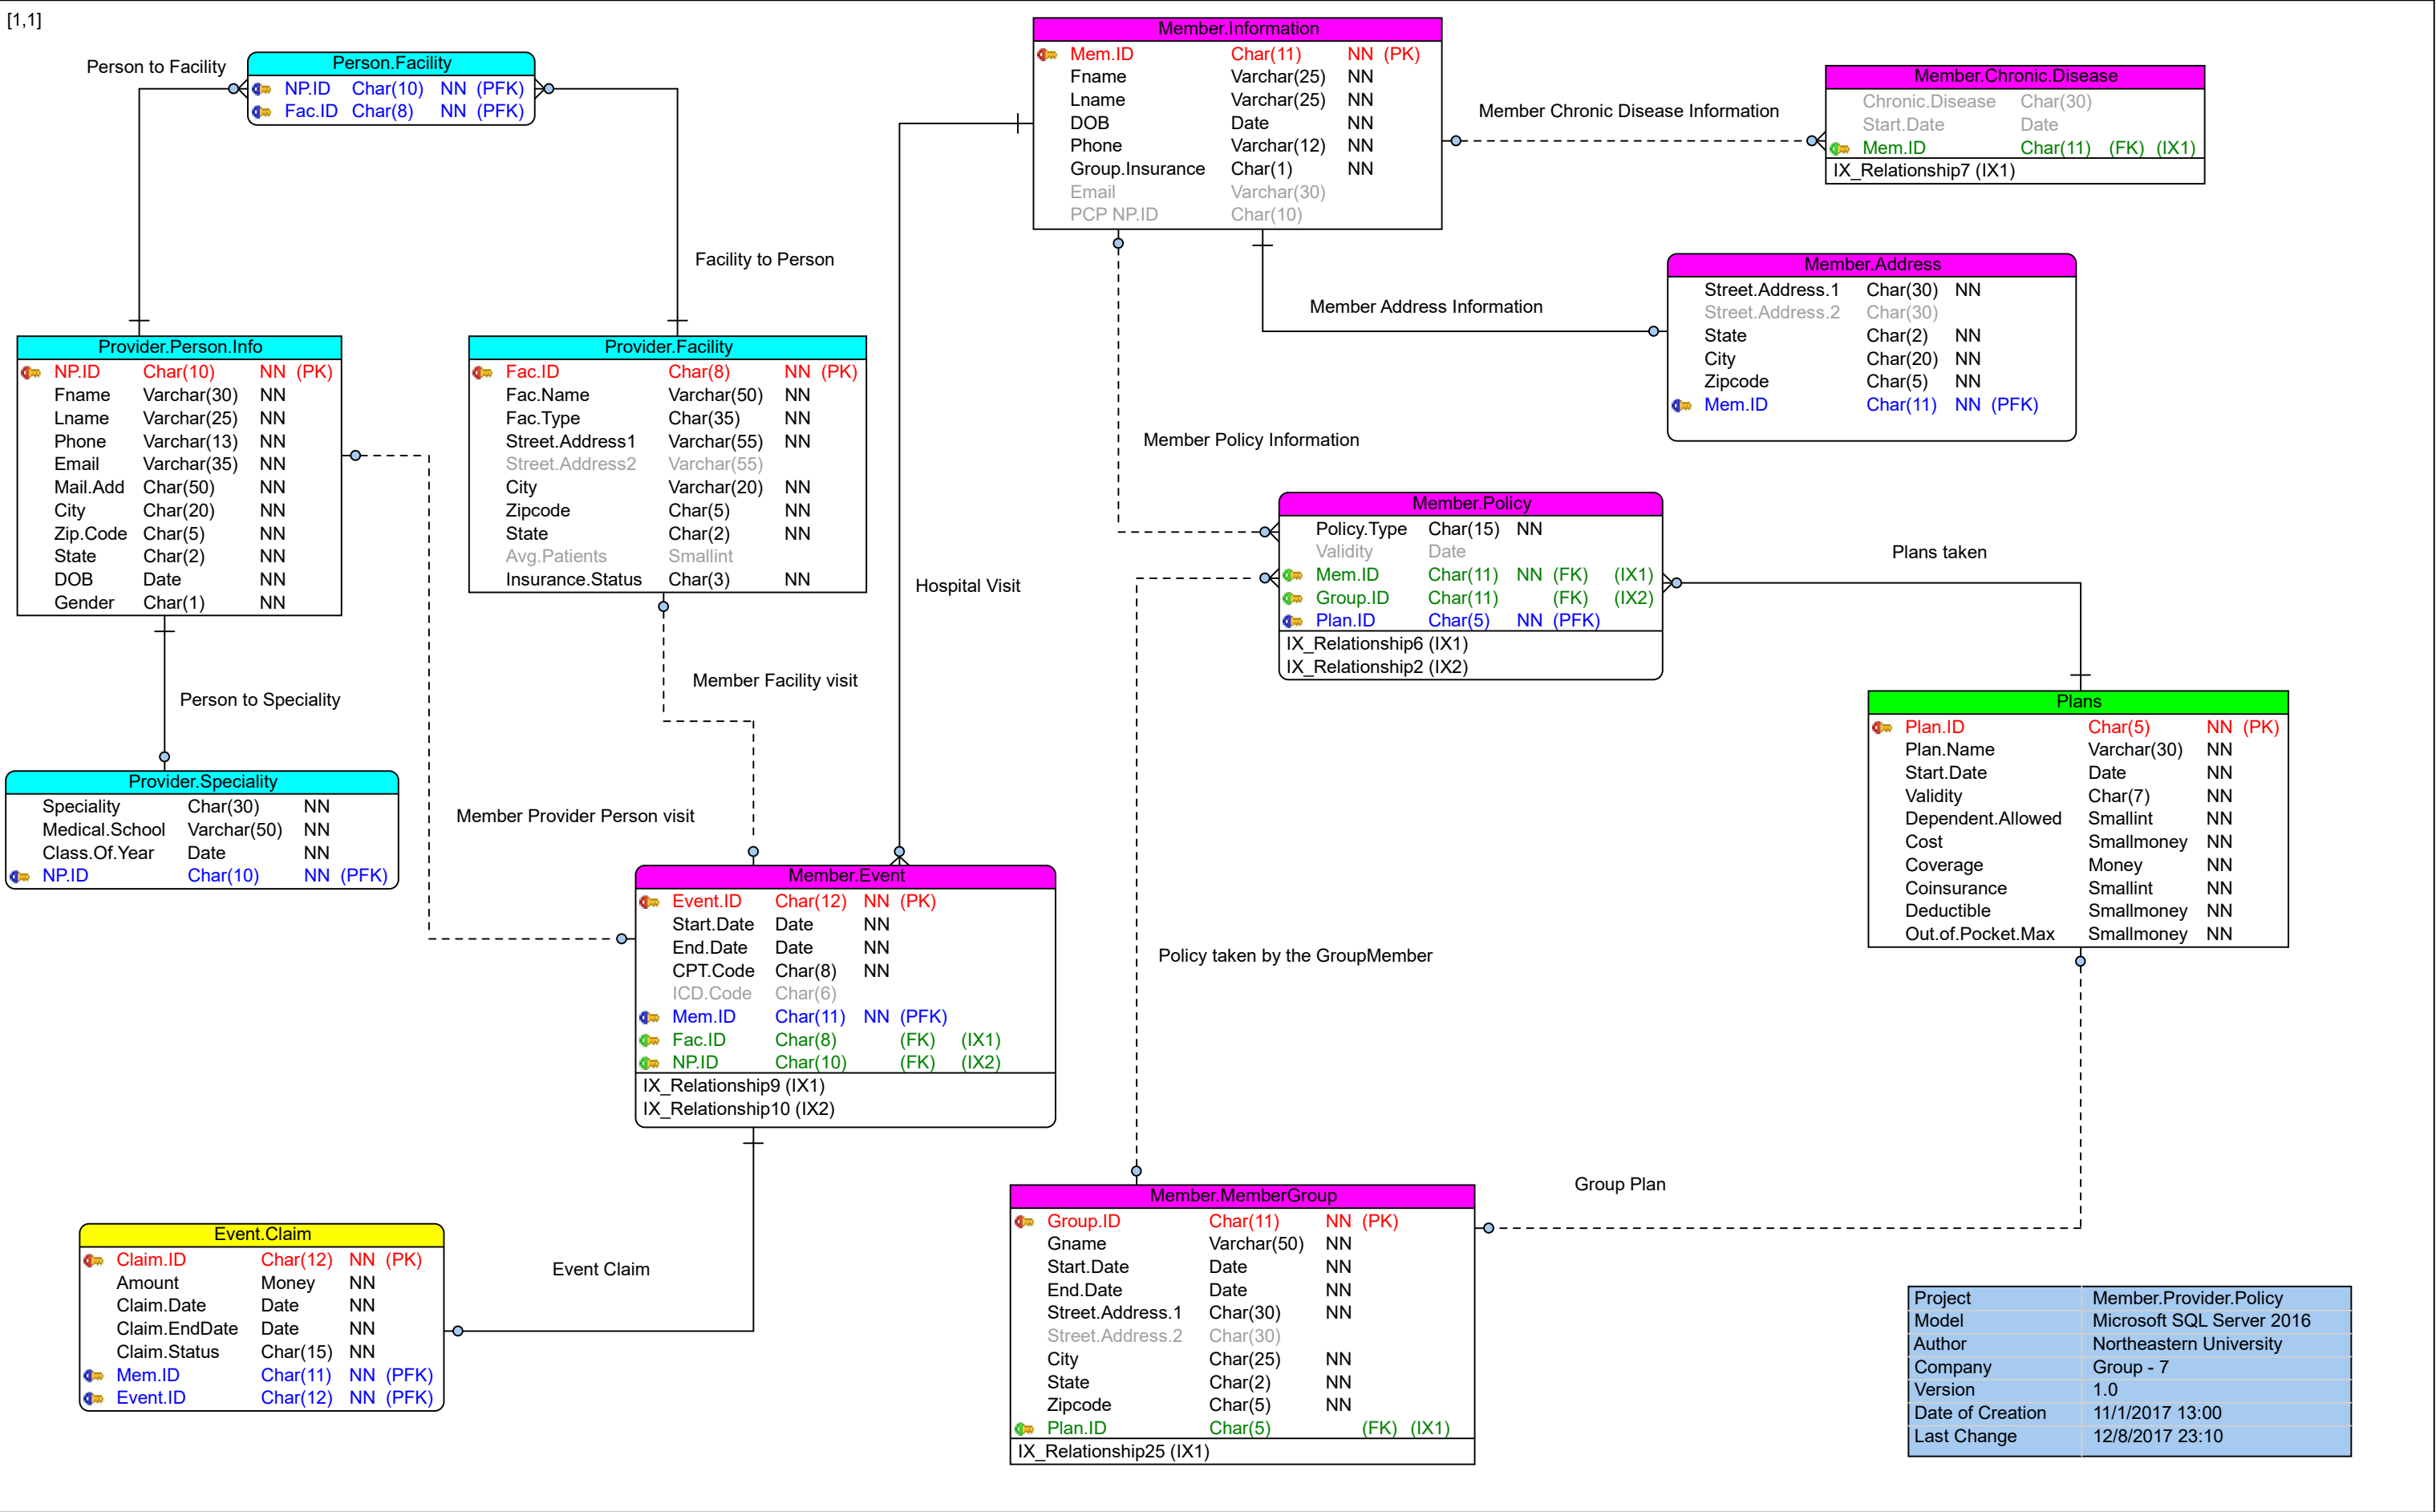 [1,1]
Person to Facility
Person.Facility
NP.ID Char(10) NN (PFK)
Fac.ID Char(8) NN (PFK)
Facility to Person
Provider.Person.Info
NP.ID Char(10) NN (PK)
Fname Varchar(30) NN
Lname Varchar(25) NN
Phone Varchar(13) NN
Email Varchar(35) NN
Mail.Add Char(50) NN
City Char(20) NN
Zip.Code Char(5) NN
State Char(2) NN
DOB Date NN
Gender Char(1) NN
Provider.Facility
Fac.ID Char(8) NN (PK)
Fac.Name Varchar(50) NN
Fac.Type Char(35) NN
Street.Address1 Varchar(55) NN
Street.Address2 Varchar(55)
City Varchar(20) NN
Zipcode Char(5) NN
State Char(2) NN
Avg.Patients Smallint
Insurance.Status Char(3) NN
Person to Speciality
Member Facility visit
Hospital Visit
Provider.Speciality
Speciality Char(30) NN
Medical.School Varchar(50) NN
Class.Of.Year Date NN
NP.ID Char(10) NN (PFK)
Member Provider Person visit
Member.Information
Mem.ID Char(11) NN (PK)
Fname Varchar(25) NN
Lname Varchar(25) NN
DOB Date NN
Phone Varchar(12) NN
Group.Insurance Char(1) NN
Email Varchar(30)
PCP NP.ID Char(10)
Member Chronic Disease Information
Member.Chronic.Disease
Chronic.Disease Char(30)
Start.Date Date
Mem.ID Char(11) (FK) (IX1)
IX_Relationship7 (IX1)
Member Address Information
Member.Address
Street.Address.1 Char(30) NN
Street.Address.2 Char(30)
State Char(2) NN
City Char(20) NN
Zipcode Char(5) NN
Mem.ID Char(11) NN (PFK)
Member Policy Information
Member.Policy
Policy.Type Char(15) NN
Validity Date
Mem.ID Char(11) NN (FK) (IX1)
Group.ID Char(11) (FK) (IX2)
Plan.ID Char(5) NN (PFK)
IX_Relationship6 (IX1)
IX_Relationship2 (IX2)
Plans taken
Plans
Plan.ID Char(5) NN (PK)
Plan.Name Varchar(30) NN
Start.Date Date NN
Validity Char(7) NN
Dependent.Allowed Smallint NN
Cost Smallmoney NN
Coverage Money NN
Coinsurance Smallint NN
Deductible Smallmoney NN
Out.of.Pocket.Max Smallmoney NN
Member.Event
Event.ID Char(12) NN (PK)
Start.Date Date NN
End.Date Date NN
CPT.Code Char(8) NN
ICD.Code Char(6)
Mem.ID Char(11) NN (PFK)
Fac.ID Char(8) (FK) (IX1)
NP.ID Char(10) (FK) (IX2)
IX_Relationship9 (IX1)
IX_Relationship10 (IX2)
Policy taken by the GroupMember
Event.Claim
Claim.ID Char(12) NN (PK)
Amount Money NN
Claim.Date Date NN
Claim.EndDate Date NN
Claim.Status Char(15) NN
Mem.ID Char(11) NN (PFK)
Event.ID Char(12) NN (PFK)
Event Claim
Member.MemberGroup
Group.ID Char(11) NN (PK)
Gname Varchar(50) NN
Start.Date Date NN
End.Date Date NN
Street.Address.1 Char(30) NN
Street.Address.2 Char(30)
City Char(25) NN
State Char(2) NN
Zipcode Char(5) NN
Plan.ID Char(5) (FK) (IX1)
IX_Relationship25 (IX1)
Group Plan
Project Member.Provider.Policy
Model Microsoft SQL Server 2016
Author Northeastern University
Company Group - 7
Version 1.0
Date of Creation 11/1/2017 13:00
Last Change 12/8/2017 23:10